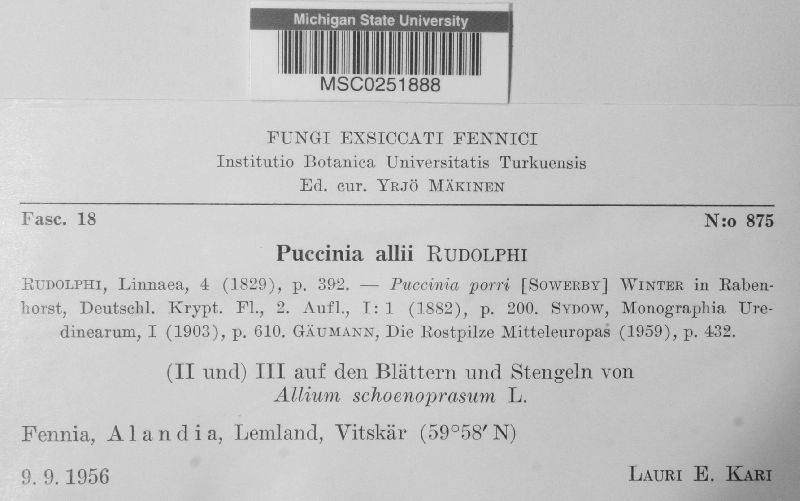 Michigan State University
MSC0251888
FUNGI EXSICCATI FENNICI
Institutio Botanica Universitatis Turkuensis
Ed. cur. YRJÖ MÄKINEN
Fasc. 18 N:o 875
Puccinia allii RUDOLPHI
RUDOLPHI, Linnaea, 4 (1829), p. 392. — Puccinia porri [SOWERBY] WINTER in Raben-
horst, Deutschl. Krypt. Fl., 2. Aufl., I: 1 (1882), p. 200. SYDOW, Monographia Ure-
dinearum, I (1903), p. 610. GÄUMANN, Die Rostpilze Mitteleuropas (1959), p. 432.
(II und) III auf den Blättern und Stengeln von
Allium schoenoprasum L.
Fennia, Alandia, Lemland, Vitskär (59°58′ N)
9. 9. 1956 LAURI E. KARI